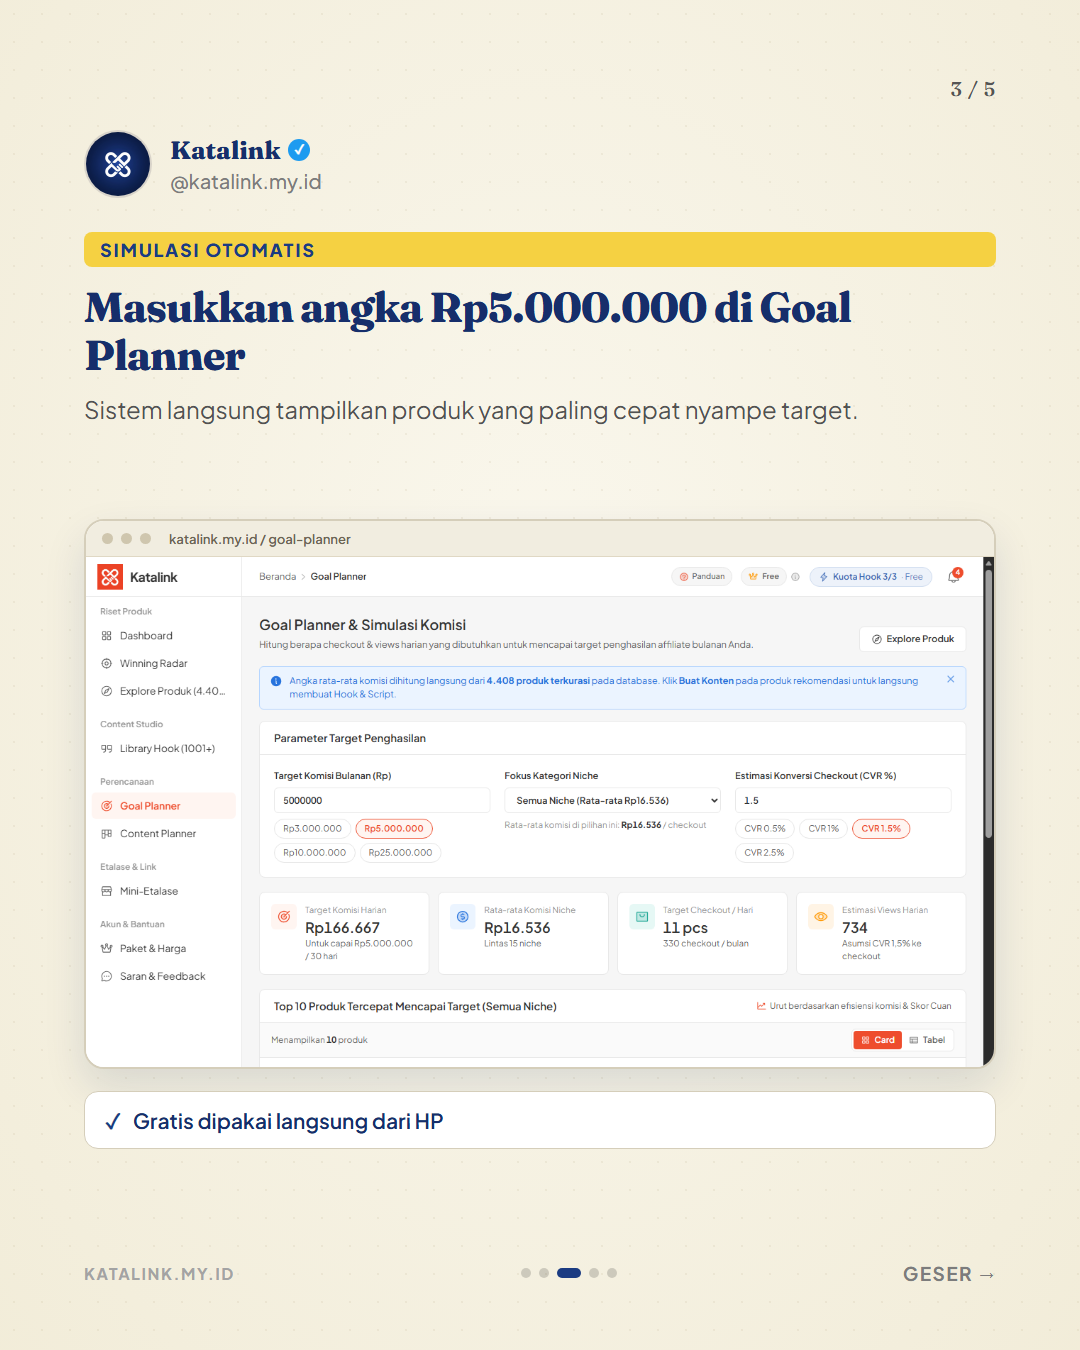 3 / 5
Katalink
@katalink.my.id
SIMULASI OTOMATIS
Masukkan angka Rp5.000.000 di Goal
Planner
Sistem langsung tampilkan produk yang paling cepat nyampe target.
katalink.my.id / goal-planner
Katalink
Beranda > Goal Planner
Panduan
Free
Kuota Hook 3/3 · Free
4
Riset Produk
Dashboard
Winning Radar
Explore Produk (4.40...
Content Studio
Library Hook (1001+)
Perencanaan
Goal Planner
Content Planner
Etalase & Link
Mini-Etalase
Akun & Bantuan
Paket & Harga
Saran & Feedback
Goal Planner & Simulasi Komisi
Hitung berapa checkout & views harian yang dibutuhkan untuk mencapai target penghasilan affiliate bulanan Anda.
Explore Produk
Angka rata-rata komisi dihitung langsung dari 4.408 produk terkurasi pada database. Klik Buat Konten pada produk rekomendasi untuk langsung
membuat Hook & Script.
Parameter Target Penghasilan
Target Komisi Bulanan (Rp)
5000000
Rp3.000.000
Rp5.000.000
Rp10.000.000
Rp25.000.000
Fokus Kategori Niche
Semua Niche (Rata-rata Rp16.536)
Rata-rata komisi di pilihan ini: Rp16.536 / checkout
Estimasi Konversi Checkout (CVR %)
1.5
CVR 0.5%
CVR 1%
CVR 1.5%
CVR 2.5%
Target Komisi Harian
Rp166.667
Untuk capai Rp5.000.000
/ 30 hari
Rata-rata Komisi Niche
Rp16.536
Lintas 15 niche
Target Checkout / Hari
11 pcs
330 checkout / bulan
Estimasi Views Harian
734
Asumsi CVR 1.5% ke
checkout
Top 10 Produk Tercepat Mencapai Target (Semua Niche)
Urut berdasarkan efisiensi komisi & Skor Cuan
Menampilkan 10 produk
Card
Tabel
✓ Gratis dipakai langsung dari HP
KATALINK.MY.ID
GESER →